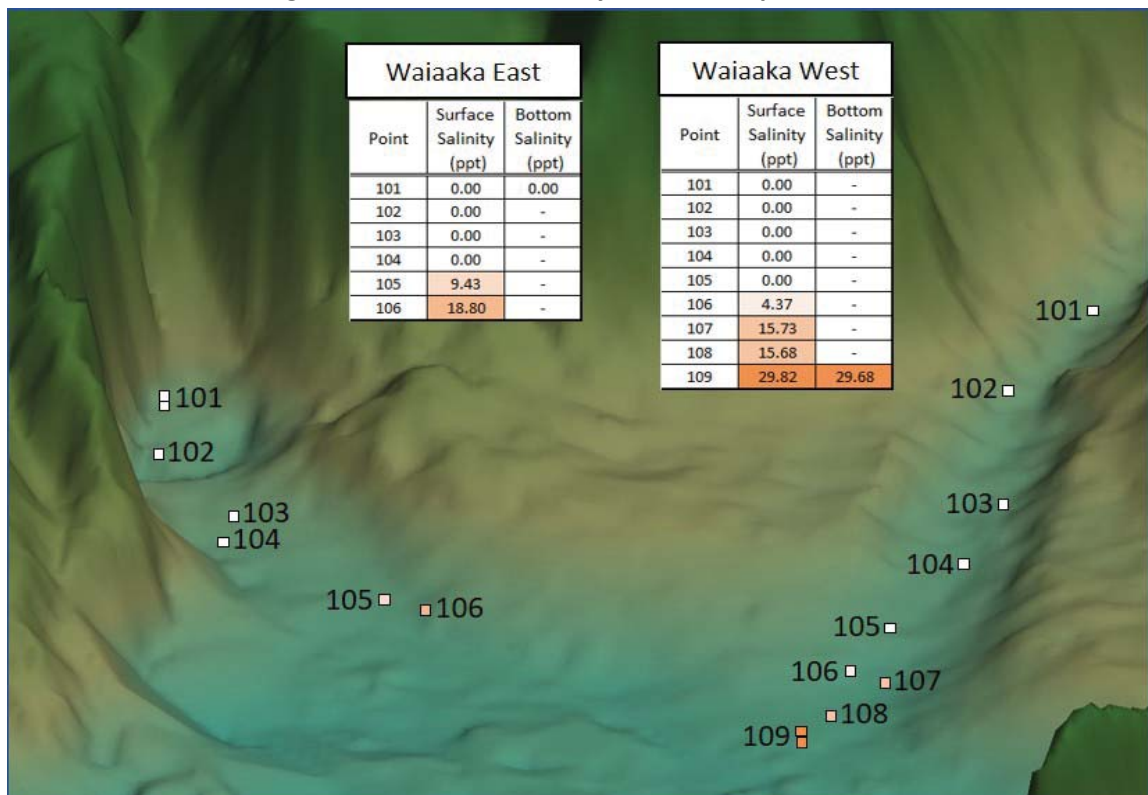 Waiaaka East
Point Surface Salinity (ppt) Bottom Salinity (ppt)
101 0.00 0.00
102 0.00 -
103 0.00 -
104 0.00 -
105 9.43 -
106 18.80 -
Waiaaka West
Point Surface Salinity (ppt) Bottom Salinity (ppt)
101 0.00 -
102 0.00 -
103 0.00 -
104 0.00 -
105 0.00 -
106 4.37 -
107 15.73 -
108 15.68 -
109 29.82 29.68
101
102
103
104
105
106
101
102
103
104
105
106
107
108
109